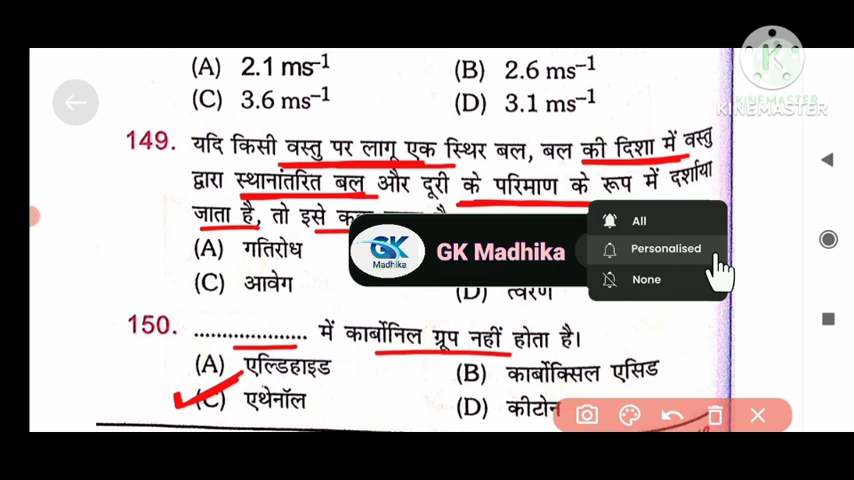 (A) 2.1 ms⁻¹ (B) 2.6 ms⁻¹
(C) 3.6 ms⁻¹ (D) 3.1 ms⁻¹
KINEMASTER
KINEMASTER
149. यदि किसी वस्तु पर लागू एक स्थिर बल, बल की दिशा में वस्तु
द्वारा स्थानांतरित बल और दूरी के परिमाण के रूप में दर्शाया
जाता है, तो इसे
(A) गतिरोध
(C) आवेग (D) त्वरण
GK
Madhika
GK Madhika
All
Personalised
None
150. .................... में कार्बोनिल ग्रूप नहीं होता है।
(A) एल्डिहाइड (B) कार्बोक्सिल एसिड
(C) एथेनॉल (D) कीटोन